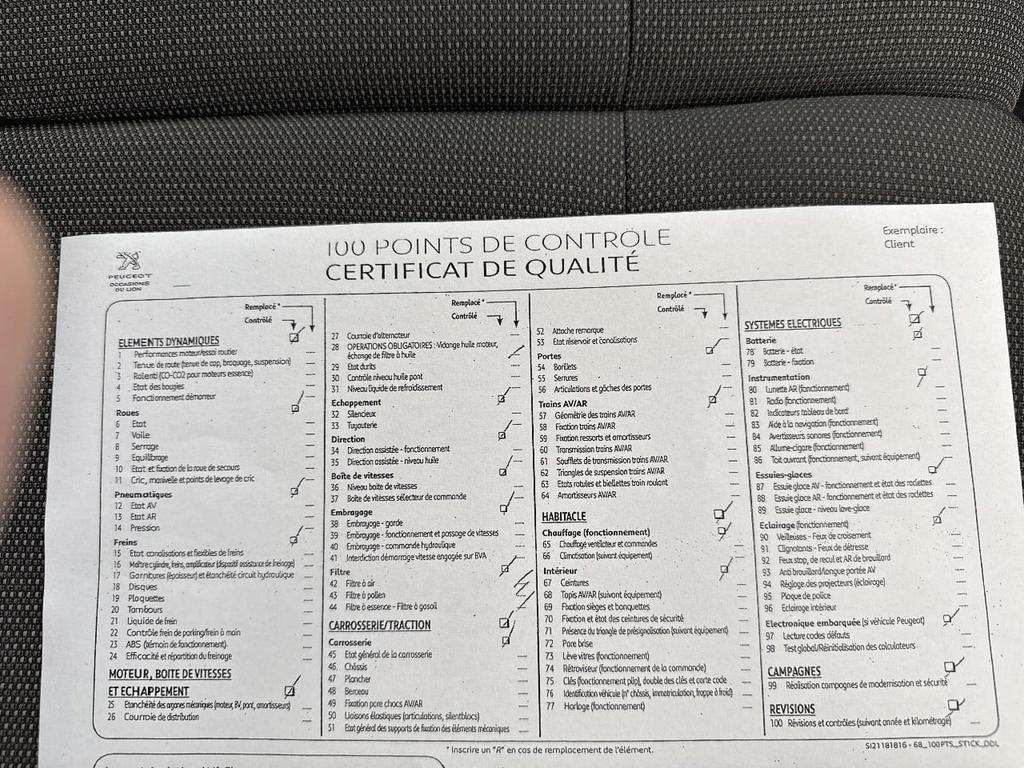 100 POINTS DE CONTRÔLE
CERTIFICAT DE QUALITÉ
Exemplaire :
Client
PEUGEOT
OCCASIONS
DU LION
Remplacé *
Contrôlé
ELEMENTS DYNAMIQUES
1 Performances moteur/essai routier
2 Tenue de route (tenue de cap, braquage, suspension)
3 Ralenti (CO-CO2 pour moteurs essence)
4 Etat des bougies
5 Fonctionnement démarreur
Roues
6 Etat
7 Voile
8 Serrage
9 Equilibrage
10 Etat et fixation de la roue de secours
11 Cric, manivelle et points de levage de cric
Pneumatiques
12 Etat AV
13 Etat AR
14 Pression
Freins
15 Etat canalisations et flexibles de freins
16 Maître cylindre, freins, amplificateur (dispositif assistance de freinage)
17 Garnitures (épaisseur) et étanchéité circuit hydraulique
18 Disques
19 Plaquettes
20 Tambours
21 Liquide de frein
22 Contrôle frein de parking/frein à main
23 ABS (témoin de fonctionnement)
24 Efficacité et répartition du freinage
MOTEUR, BOITE DE VITESSES
ET ECHAPPEMENT
25 Etanchéité des organes mécaniques (moteur, BV, pont, amortisseurs)
26 Courroie de distribution
Remplacé *
Contrôlé
27 Courroie d'alternateur
28 OPERATIONS OBLIGATOIRES : Vidange huile moteur,
échange de filtre à huile
29 Etat durits
30 Contrôle niveau huile pont
31 Niveau liquide de refroidissement
Echappement
32 Silencieux
33 Tuyauterie
Direction
34 Direction assistée - fonctionnement
35 Direction assistée - niveau huile
Boîte de vitesses
36 Niveau boîte de vitesses
37 Boîte de vitesses sélecteur de commande
Embrayage
38 Embrayage - garde
39 Embrayage - fonctionnement et passage de vitesses
40 Embrayage - commande hydraulique
41 Interdiction démarrage vitesse engagée sur BVA
Filtre
42 Filtre à air
43 Filtre à pollen
44 Filtre à essence - Filtre à gasoil
CARROSSERIE/TRACTION
Carrosserie
45 Etat général de la carrosserie
46 Châssis
47 Plancher
48 Berceau
49 Fixation pare chocs AV/AR
50 Liaisons élastiques (articulations, silentblocs)
51 Etat général des supports de fixation des éléments mécaniques
Remplacé *
Contrôlé
52 Attache remorque
53 Etat réservoir et canalisations
Portes
54 Barillets
55 Serrures
56 Articulations et gâches des portes
Trains AV/AR
57 Géométrie des trains AV/AR
58 Fixation trains AV/AR
59 Fixation ressorts et amortisseurs
60 Transmission trains AV/AR
61 Soufflets de transmission trains AV/AR
62 Triangles de suspension trains AV/AR
63 Etats rotules et biellettes train roulant
64 Amortisseurs AV/AR
HABITACLE
Chauffage (fonctionnement)
65 Chauffage ventilateur et commandes
66 Climatisation (suivant équipement)
Intérieur
67 Ceintures
68 Tapis AV/AR (suivant équipement)
69 Fixation sièges et banquettes
70 Fixation et état des ceintures de sécurité
71 Présence du triangle de présignalisation (suivant équipement)
72 Pare brise
73 Lève vitres (fonctionnement)
74 Rétroviseur (fonctionnement de la commande)
75 Clés (fonctionnement plip), double des clés et carte code
76 Identification véhicule (n° châssis, immatriculation, frappe à froid)
77 Horloge (fonctionnement)
Remplacé *
Contrôlé
SYSTEMES ELECTRIQUES
Batterie
78 Batterie - état
79 Batterie - fixation
Instrumentation
80 Lunette AR (fonctionnement)
81 Radio (fonctionnement)
82 Indicateurs tableau de bord
83 Aide à la navigation (fonctionnement)
84 Avertisseurs sonores (fonctionnement)
85 Allume-cigare (fonctionnement)
86 Toit ouvrant (fonctionnement, suivant équipement)
Essuies-glaces
87 Essuie glace AV - fonctionnement et état des raclettes
88 Essuie glace AR - fonctionnement et état des raclettes
89 Essuie glace - niveau lave-glace
Eclairage (fonctionnement)
90 Veilleuses - Feux de croisement
91 Clignotants - Feux de détresse
92 Feux stop, de recul et AR de brouillard
93 Anti brouillard/longue portée AV
94 Réglage des projecteurs (éclairage)
95 Plaque de police
96 Eclairage intérieur
Electronique embarquée (si véhicule Peugeot)
97 Lecture codes défauts
98 Test global/Réinitialisation des calculateurs
CAMPAGNES
99 Réalisation campagnes de modernisation et sécurité
REVISIONS
100 Révisions et contrôles (suivant année et kilométrage)
* Inscrire un "R" en cas de remplacement de l'élément.
SI21181816 - 68_100PTS_STICK_DOL